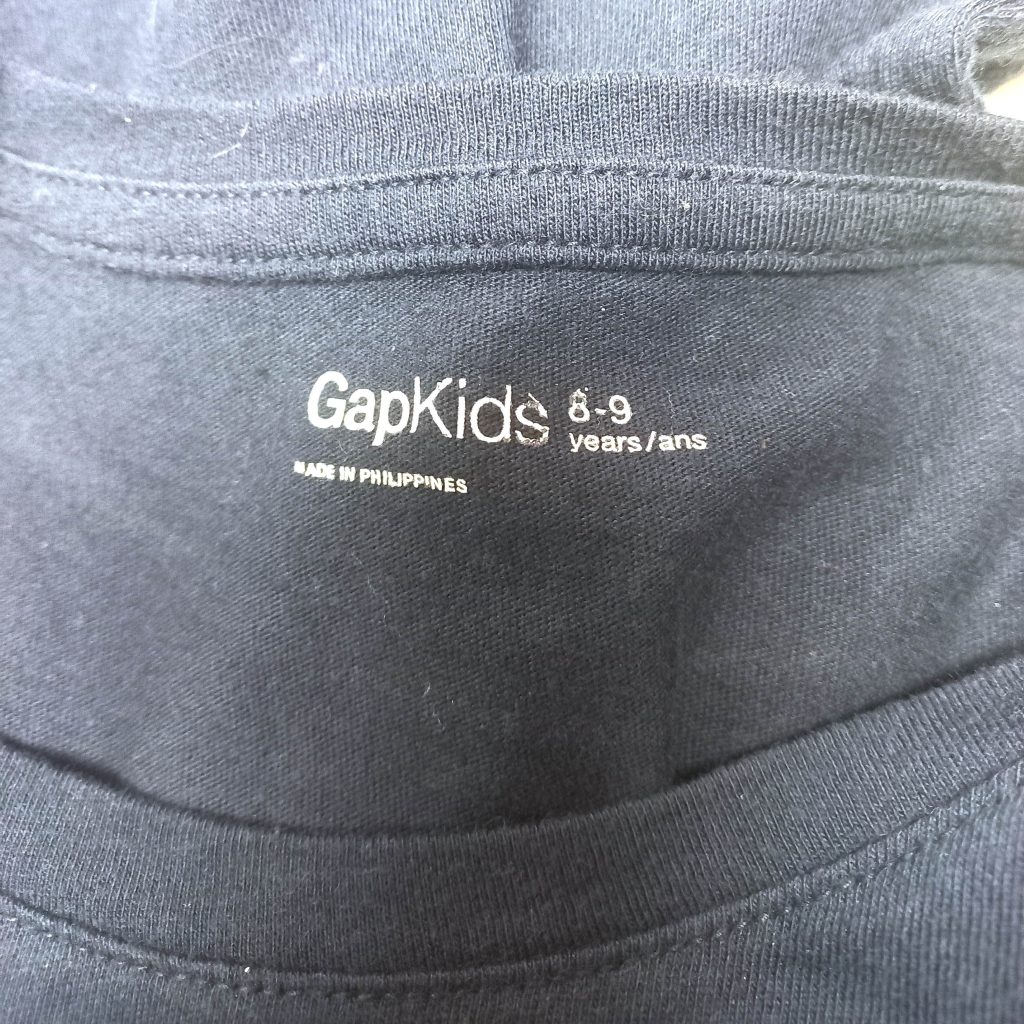 GapKids 8-9
years/ans
MADE IN PHILIPPINES